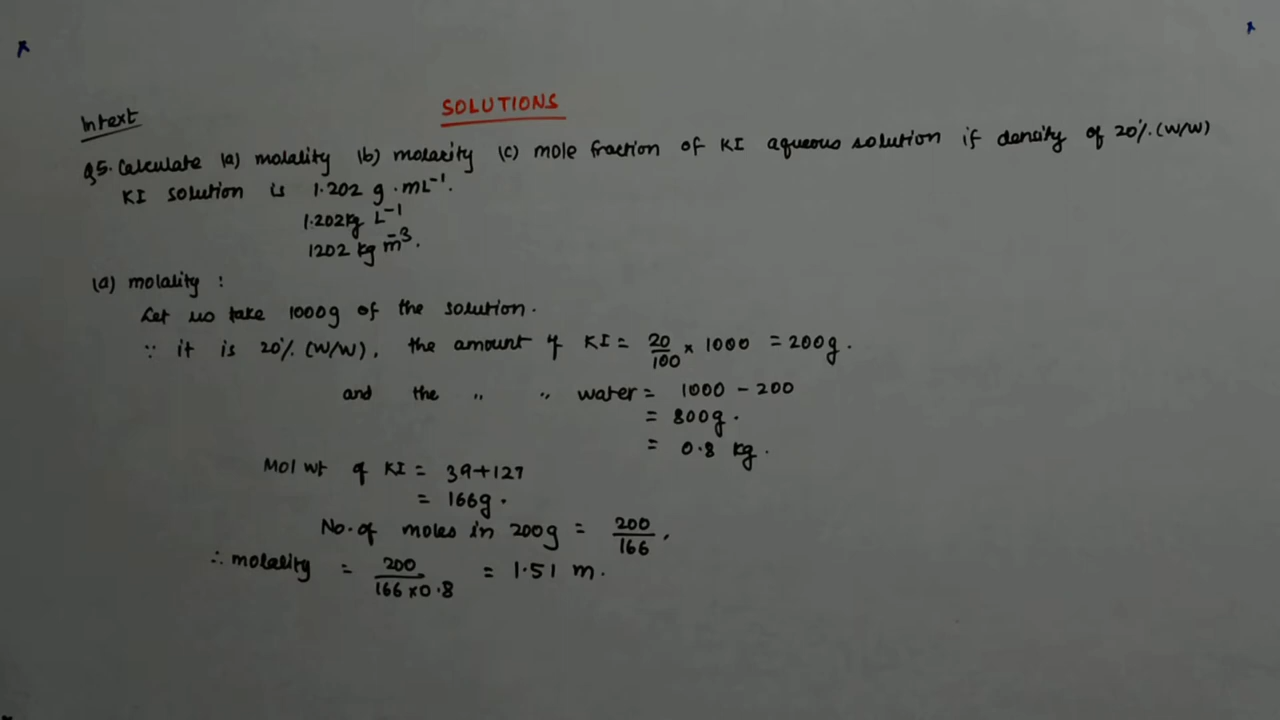 SOLUTIONS
Intext
Q5. Calculate (a) molality (b) molarity (c) mole fraction of KI aqueous solution if density of 20% (W/W)
KI solution is 1.202 g . mL⁻¹.
1.202 kg L⁻¹
1202 kg m⁻³.
(a) molality :
Let us take 1000g of the solution.
∵ it is 20% (W/W), the amount of KI = 20/100 × 1000 = 200g.
and the " " water = 1000 - 200
= 800g.
= 0.8 kg.
Mol wt of KI = 39+127
= 166g.
No. of moles in 200g = 200/166.
∴ molality = 200/(166×0.8) = 1.51 m.